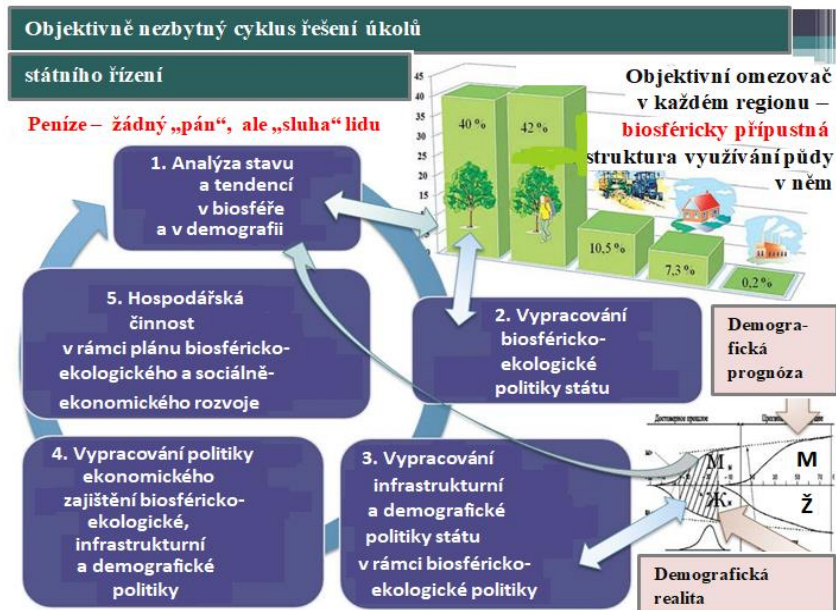 Objektivně nezbytný cyklus řešení úkolů
státního řízení
Peníze – žádný „pán“, ale „sluha“ lidu
Objektivní omezovač
v každém regionu –
biosféricky přípustná
struktura využívání půdy
v něm
45
40
35
30
25
20
15
10
40 %
42 %
10,5 %
7,3 %
0,2 %
1. Analýza stavu
a tendencí
v biosféře
a v demografii
5. Hospodářská
činnost
v rámci plánu biosféricko-
ekologického a sociálně-
ekonomického rozvoje
2. Vypracování
biosféricko-
ekologické
politiky státu
Demogra-
fická
prognóza
4. Vypracování politiky
ekonomického
zajištění biosféricko-
ekologické,
infrastrukturní
a demografické
politiky
3. Vypracování
infrastrukturní
a demografické
politiky státu
v rámci biosféricko-
ekologické politiky
Достоверное прошлое
М
Ж
M
Ž
Demografická
realita